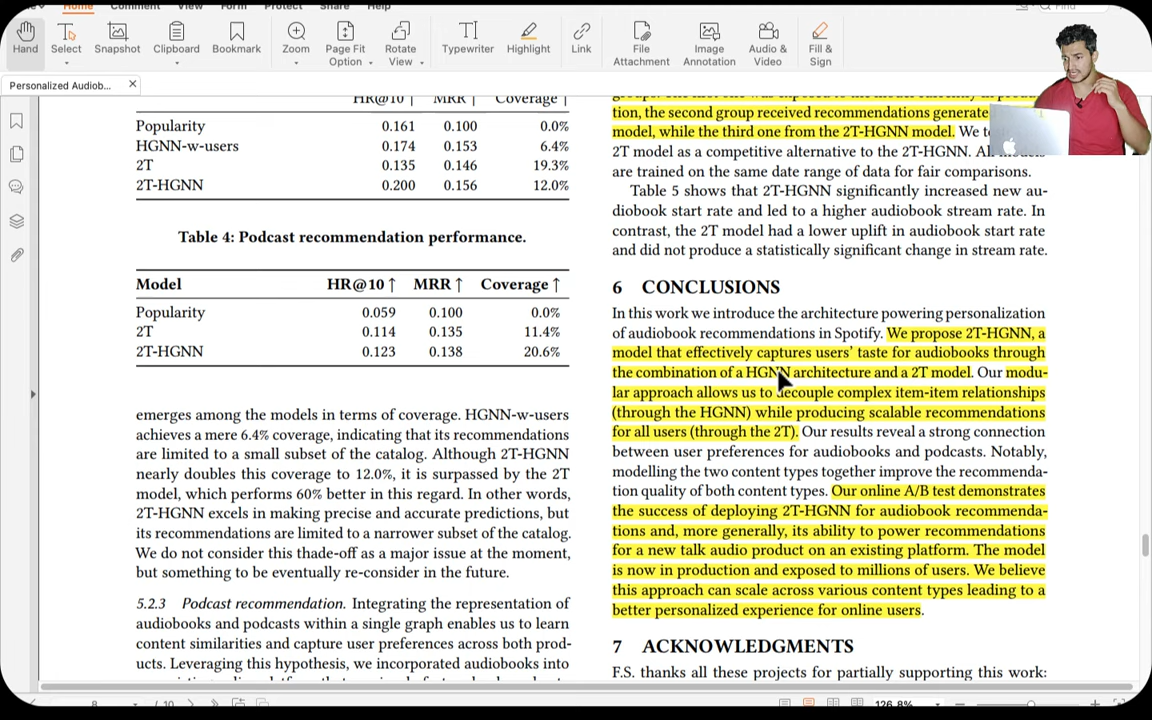 Home Comment View Form Protect Share Help
Find
Hand
Select
Snapshot
Clipboard
Bookmark
Zoom
Page Fit
Option
Rotate
View
Typewriter
Highlight
Link
File
Attachment
Image
Annotation
Audio &
Video
Fill &
Sign
Personalized Audiob...
HR@10 ↑ MRR ↑ Coverage ↑
Popularity 0.161 0.100 0.0%
HGNN-w-users 0.174 0.153 6.4%
2T 0.135 0.146 19.3%
2T-HGNN 0.200 0.156 12.0%
Table 4: Podcast recommendation performance.
Model HR@10 ↑ MRR ↑ Coverage ↑
Popularity 0.059 0.100 0.0%
2T 0.114 0.135 11.4%
2T-HGNN 0.123 0.138 20.6%
emerges among the models in terms of coverage. HGNN-w-users
achieves a mere 6.4% coverage, indicating that its recommendations
are limited to a small subset of the catalog. Although 2T-HGNN
nearly doubles this coverage to 12.0%, it is surpassed by the 2T
model, which performs 60% better in this regard. In other words,
2T-HGNN excels in making precise and accurate predictions, but
its recommendations are limited to a narrower subset of the catalog.
We do not consider this thade-off as a major issue at the moment,
but something to be eventually re-consider in the future.
5.2.3 Podcast recommendation. Integrating the representation of
audiobooks and podcasts within a single graph enables us to learn
content similarities and capture user preferences across both prod-
ucts. Leveraging this hypothesis, we incorporated audiobooks into
tion, the second group received recommendations generate
model, while the third one from the 2T-HGNN model. We
2T model as a competitive alternative to the 2T-HGNN.
are trained on the same date range of data for fair comparisons.
Table 5 shows that 2T-HGNN significantly increased new au-
diobook start rate and led to a higher audiobook stream rate. In
contrast, the 2T model had a lower uplift in audiobook start rate
and did not produce a statistically significant change in stream rate.
6 CONCLUSIONS
In this work we introduce the architecture powering personalization
of audiobook recommendations in Spotify. We propose 2T-HGNN, a
model that effectively captures users' taste for audiobooks through
the combination of a HGNN architecture and a 2T model. Our modu-
lar approach allows us to decouple complex item-item relationships
(through the HGNN) while producing scalable recommendations
for all users (through the 2T). Our results reveal a strong connection
between user preferences for audiobooks and podcasts. Notably,
modelling the two content types together improve the recommenda-
tion quality of both content types. Our online A/B test demonstrates
the success of deploying 2T-HGNN for audiobook recommenda-
tions and, more generally, its ability to power recommendations
for a new talk audio product on an existing platform. The model
is now in production and exposed to millions of users. We believe
this approach can scale across various content types leading to a
better personalized experience for online users.
7 ACKNOWLEDGMENTS
F.S. thanks all these projects for partially supporting this work:
8 / 10
126.8%